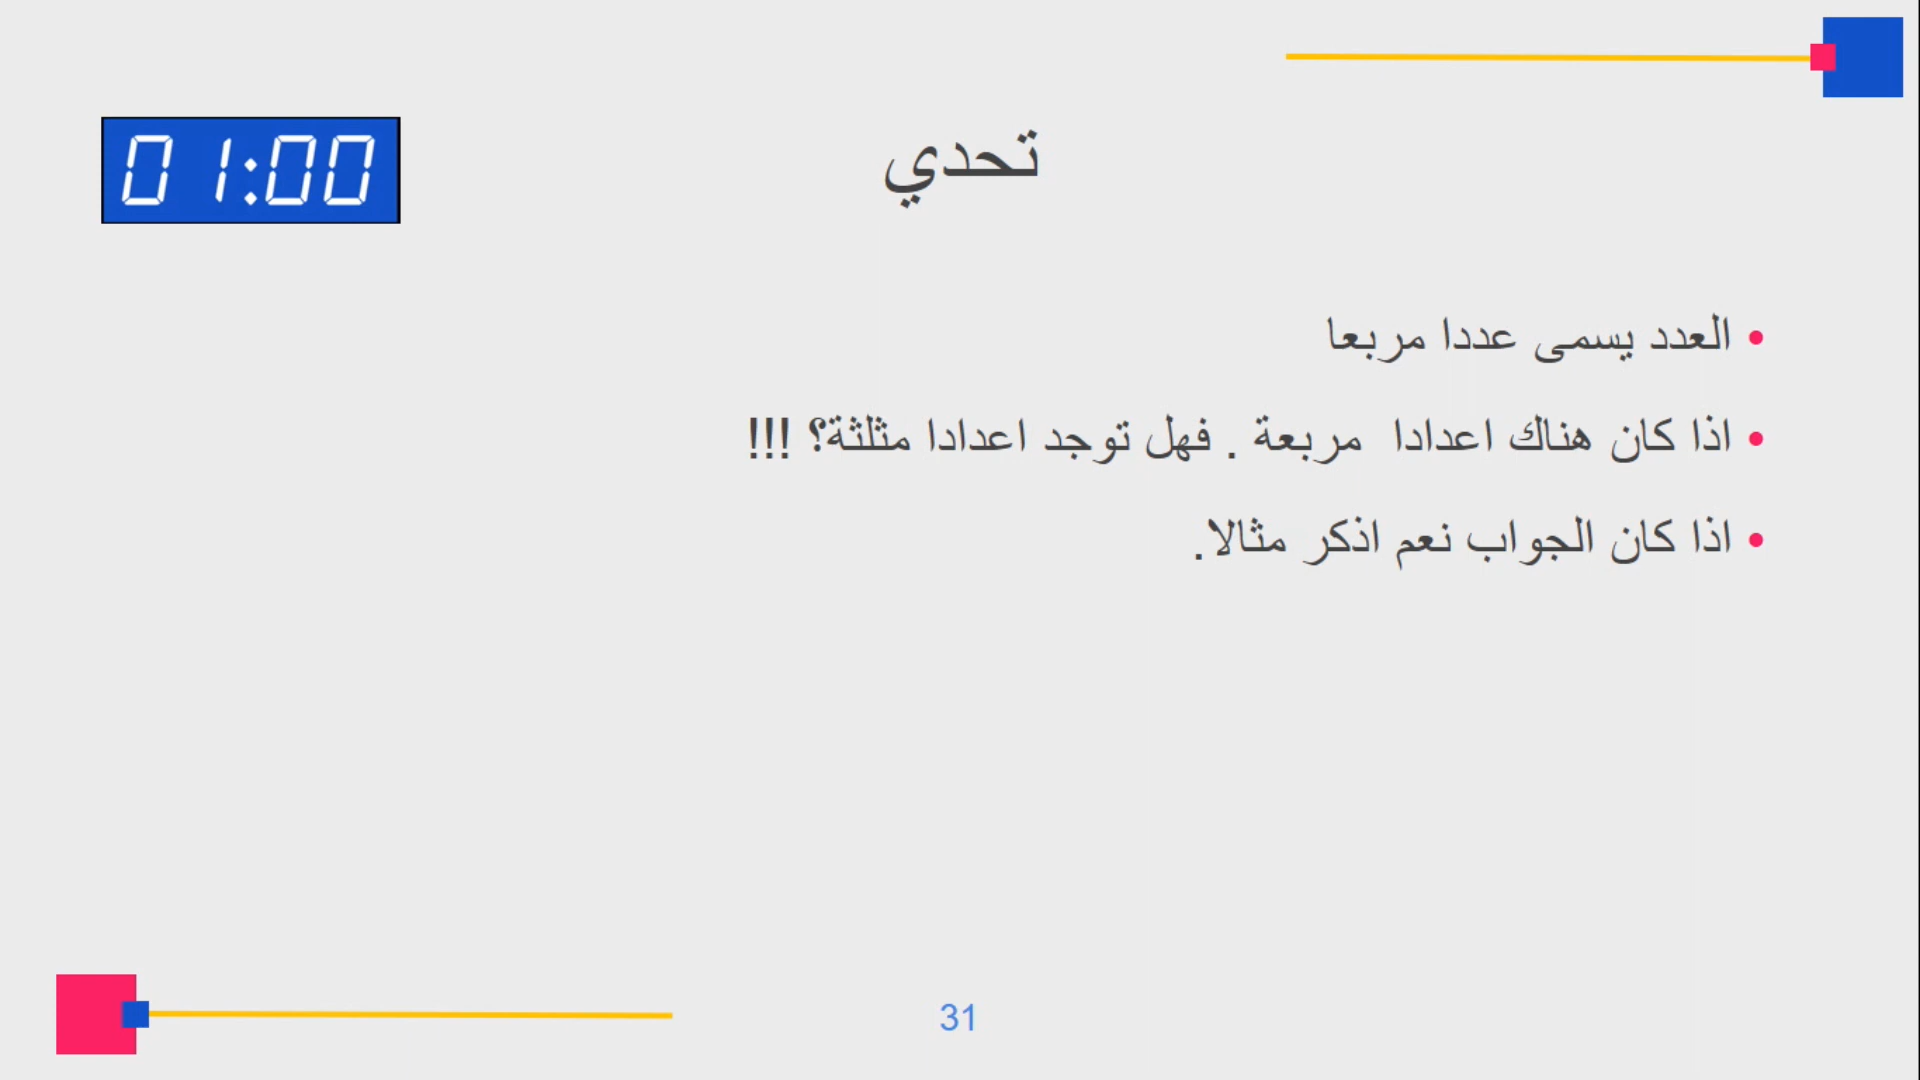 01:00
تحدي
• العدد يسمى عددا مربعا
• اذا كان هناك اعدادا مربعة . فهل توجد اعدادا مثلثة؟ !!!
• اذا كان الجواب نعم اذكر مثالا.
31